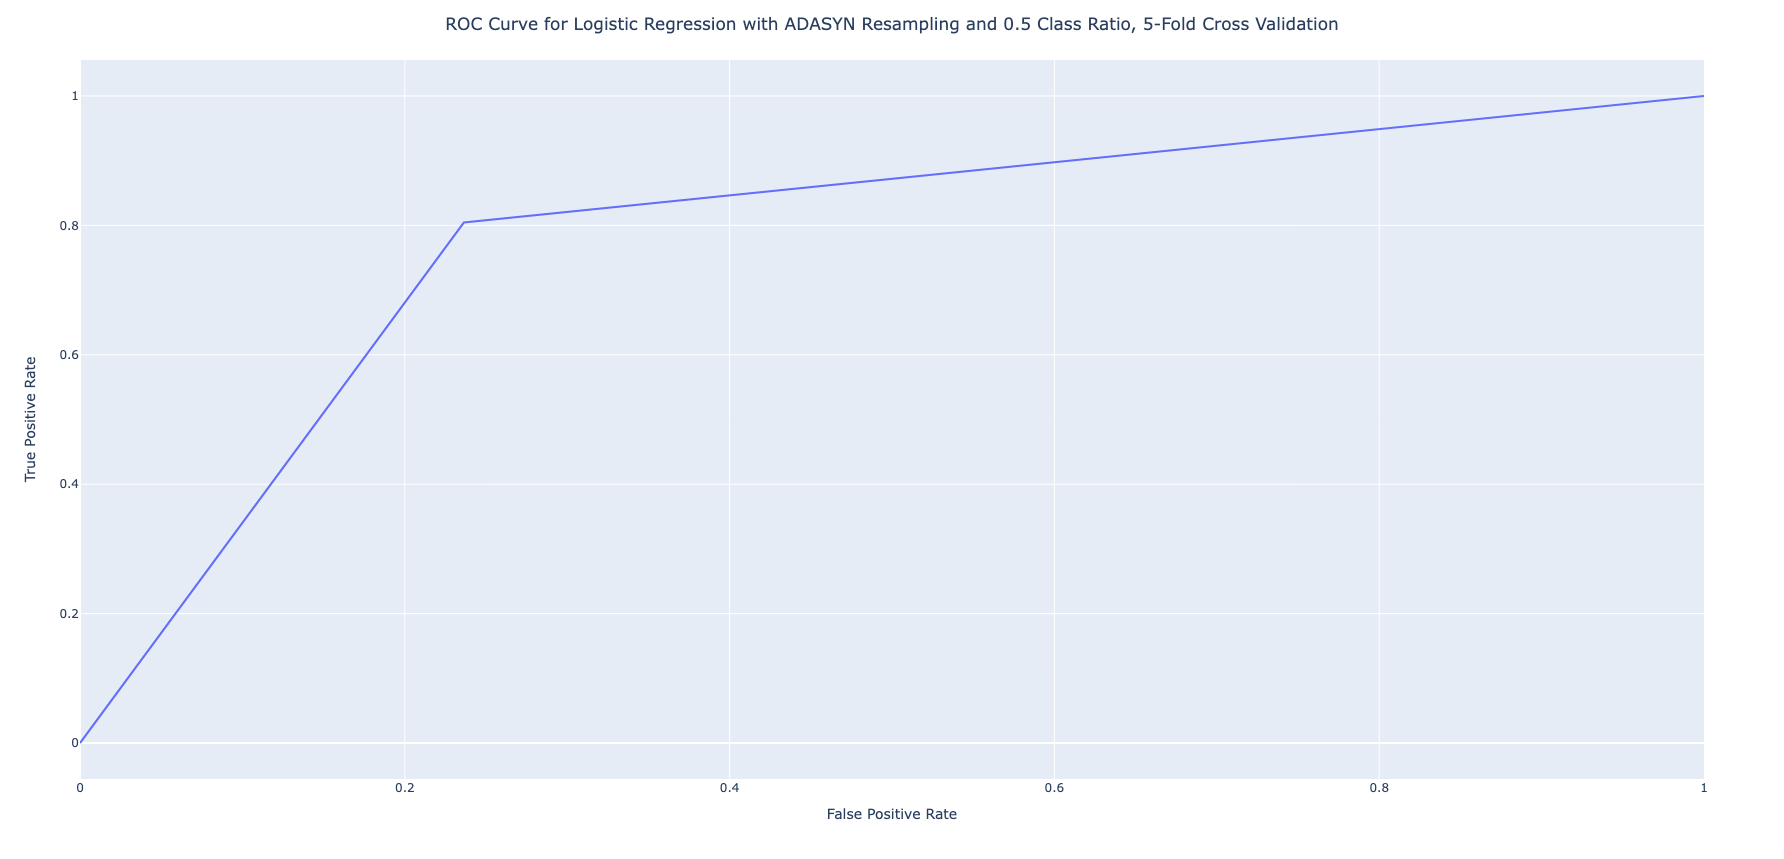 ROC Curve for Logistic Regression with ADASYN Resampling and 0.5 Class Ratio, 5-Fold Cross Validation
True Positive Rate
1
0.8
0.6
0.4
0.2
0
0 0.2 0.4 0.6 0.8 1
False Positive Rate